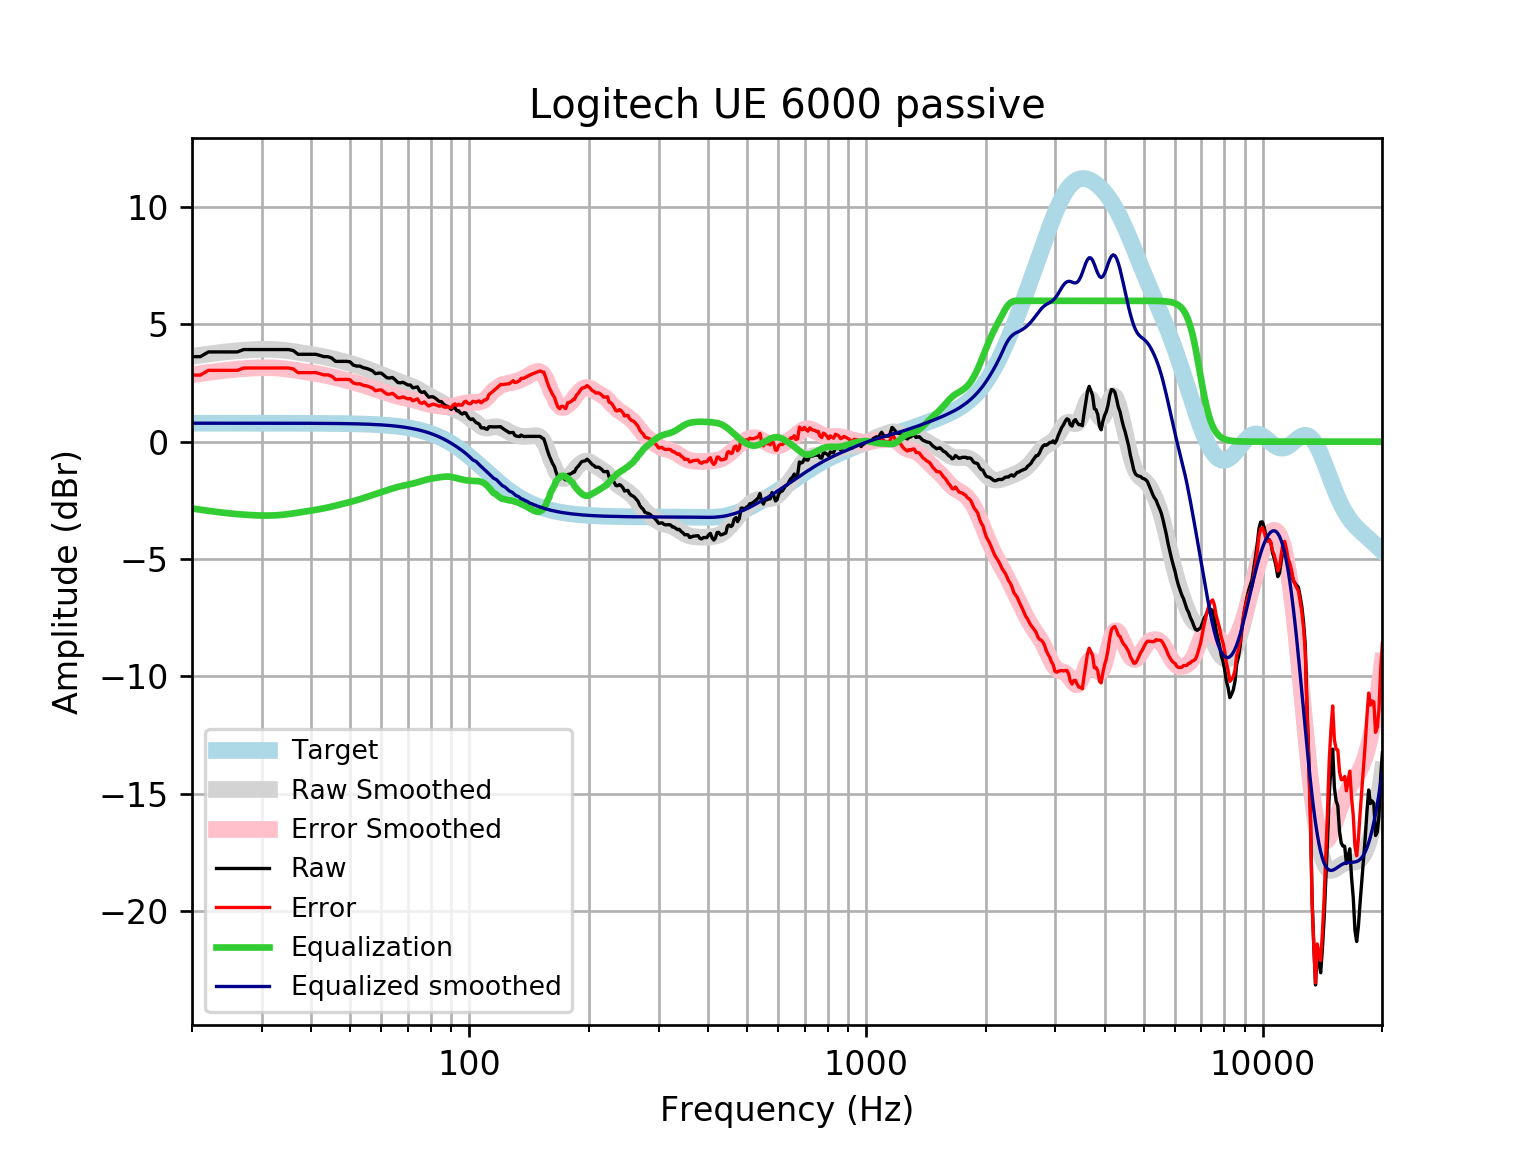 Logitech UE 6000 passive
Amplitude (dBr)
10
5
0
−5
−10
−15
−20
Target
Raw Smoothed
Error Smoothed
Raw
Error
Equalization
Equalized smoothed
100
1000
10000
Frequency (Hz)